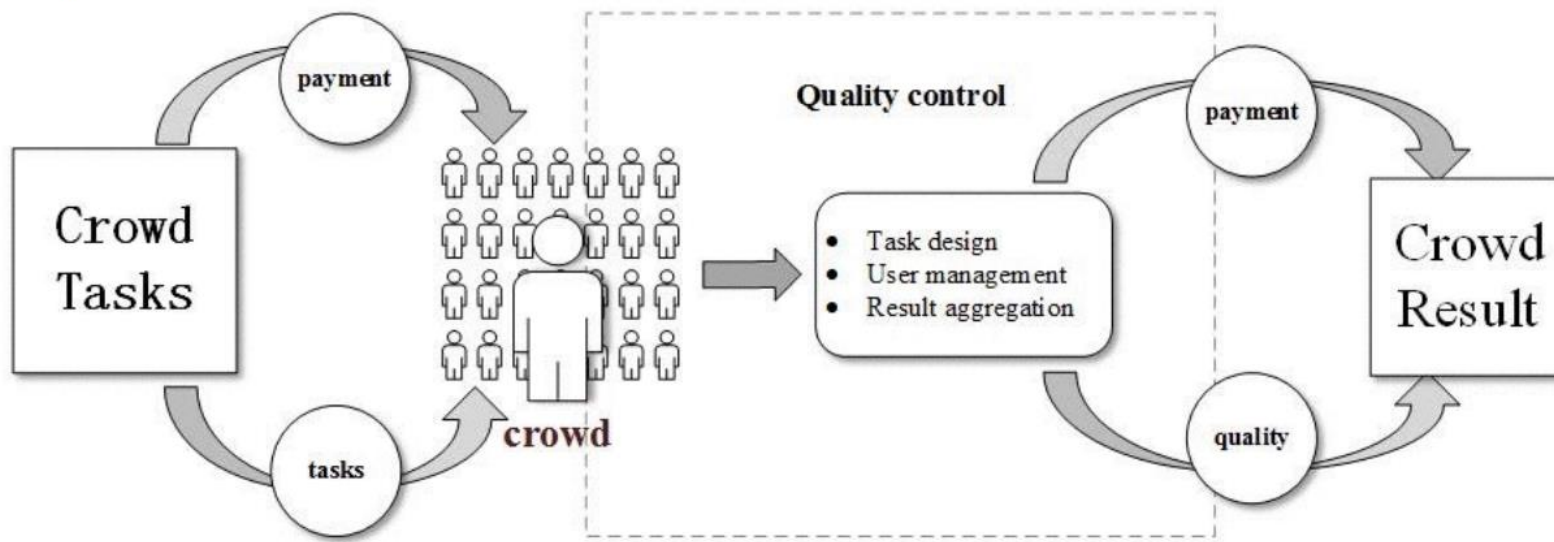 payment
Crowd
Tasks
tasks
crowd
Quality control
• Task design
• User management
• Result aggregation
payment
quality
Crowd
Result